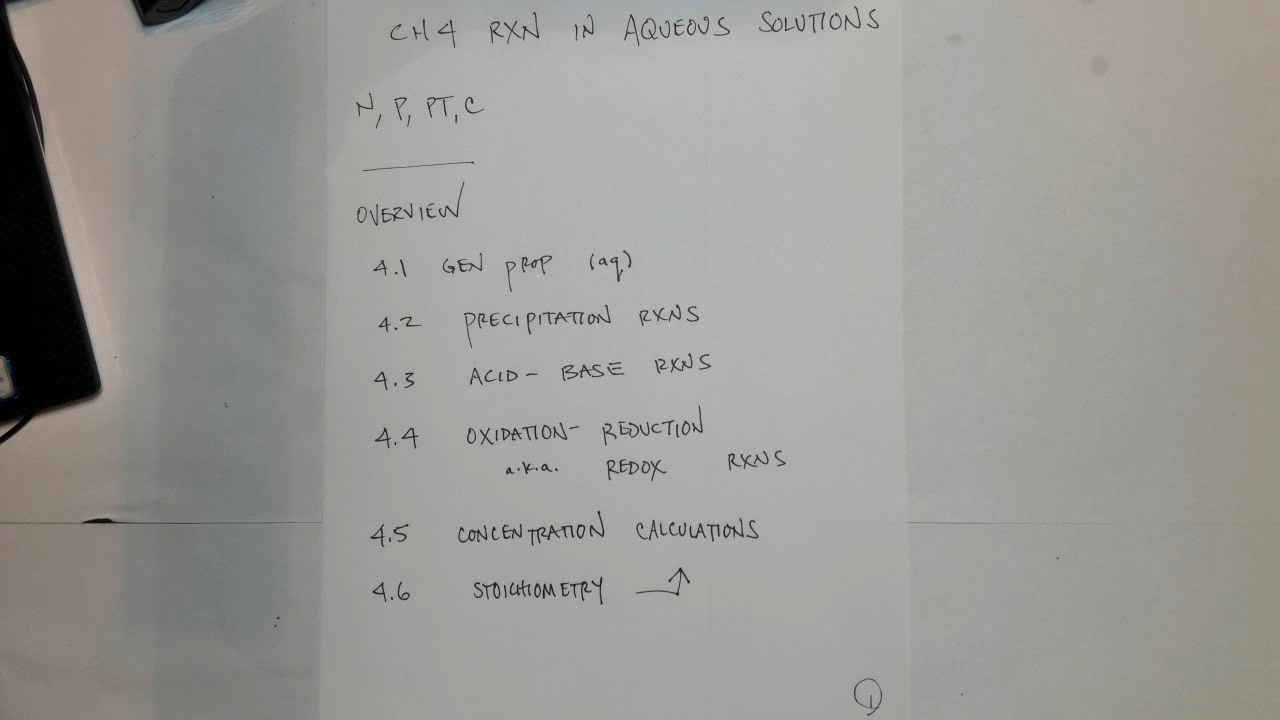 CH 4 RXN IN AQUEOUS SOLUTIONS
N, P, PT, C
OVERVIEW
4.1 GEN PROP (aq)
4.2 PRECIPITATION RXNS
4.3 ACID- BASE RXNS
4.4 OXIDATION- REDUCTION
a.k.a. REDOX RXNS
4.5 CONCENTRATION CALCULATIONS
4.6 STOICHIOMETRY
1